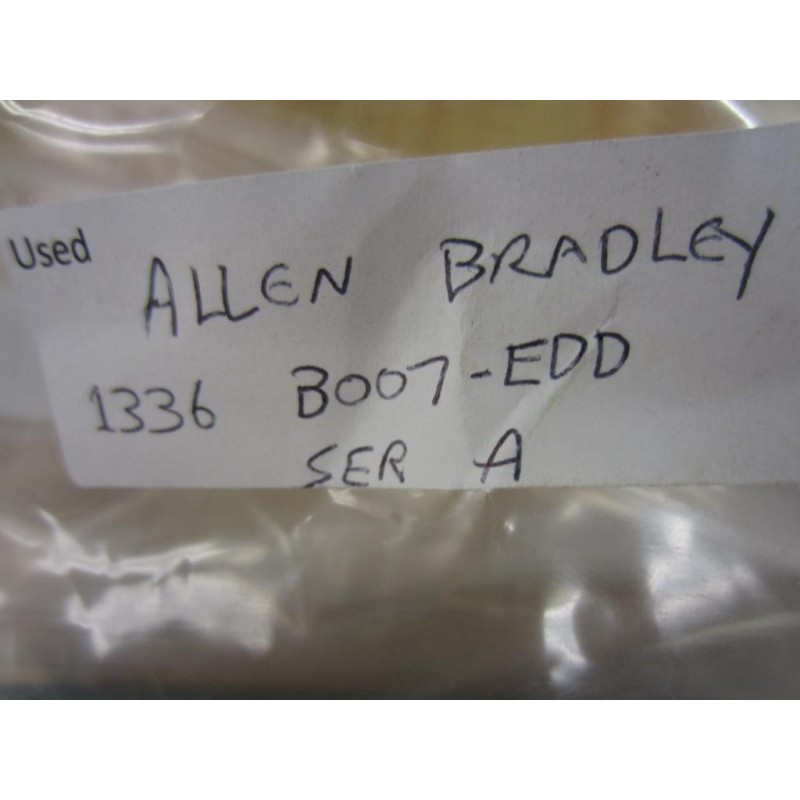 Used ALLEN BRADLEY
1336 B007-EDD
SER A